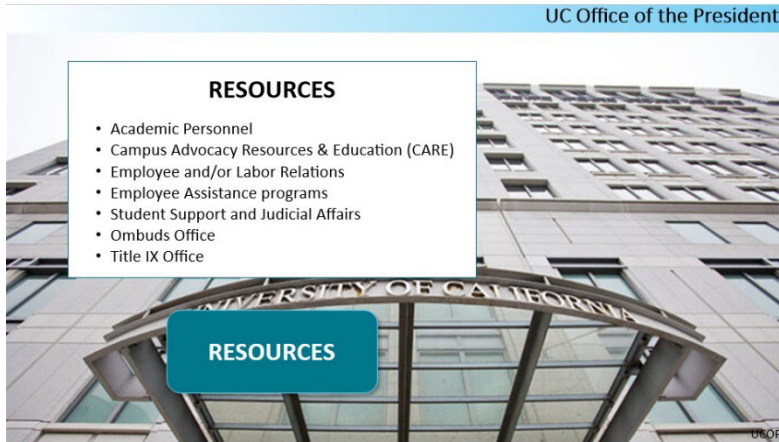 UC Office of the President
RESOURCES
• Academic Personnel
• Campus Advocacy Resources & Education (CARE)
• Employee and/or Labor Relations
• Employee Assistance programs
• Student Support and Judicial Affairs
• Ombuds Office
• Title IX Office
UNIVERSITY OF CALIFORNIA
RESOURCES
UCOP